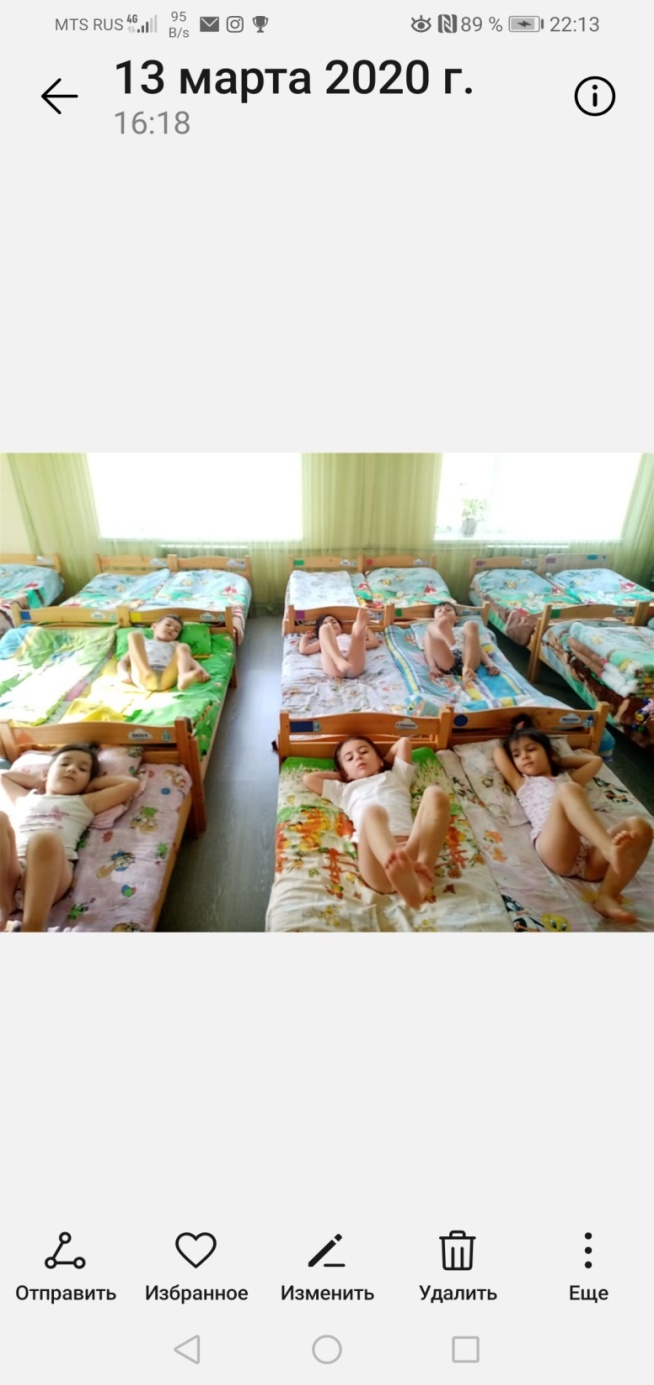 MTS RUS 4G 95 B/s 89 % 22:13
13 марта 2020 г.
16:18
Отправить Избранное Изменить Удалить Еще